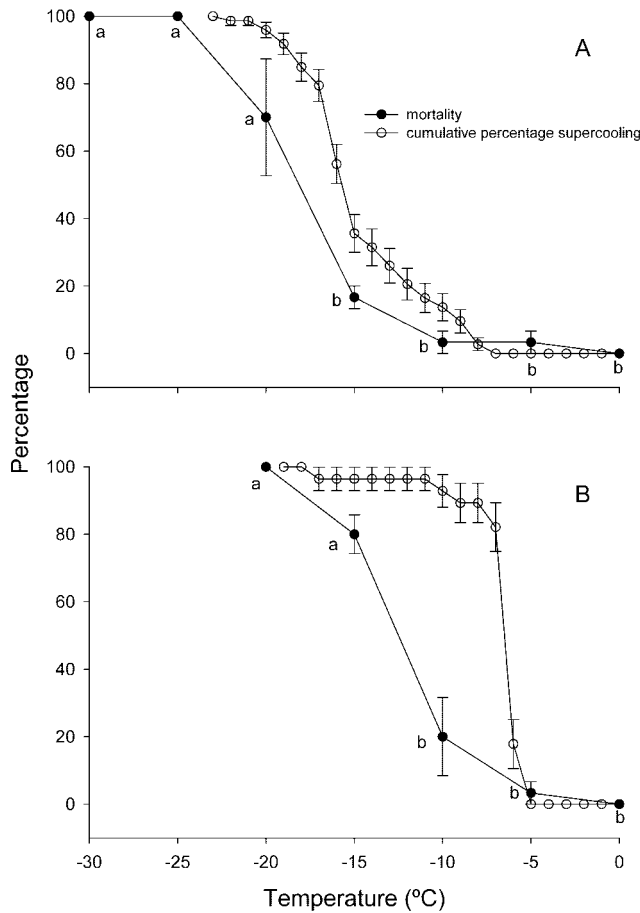 100
80
60
40
20
0
A
mortality
cumulative percentage supercooling
a
a
a
b
b
b
b
Percentage
100
80
60
40
20
0
B
a
a
b
b
b
-30
-25
-20
-15
-10
-5
0
Temperature (ºC)